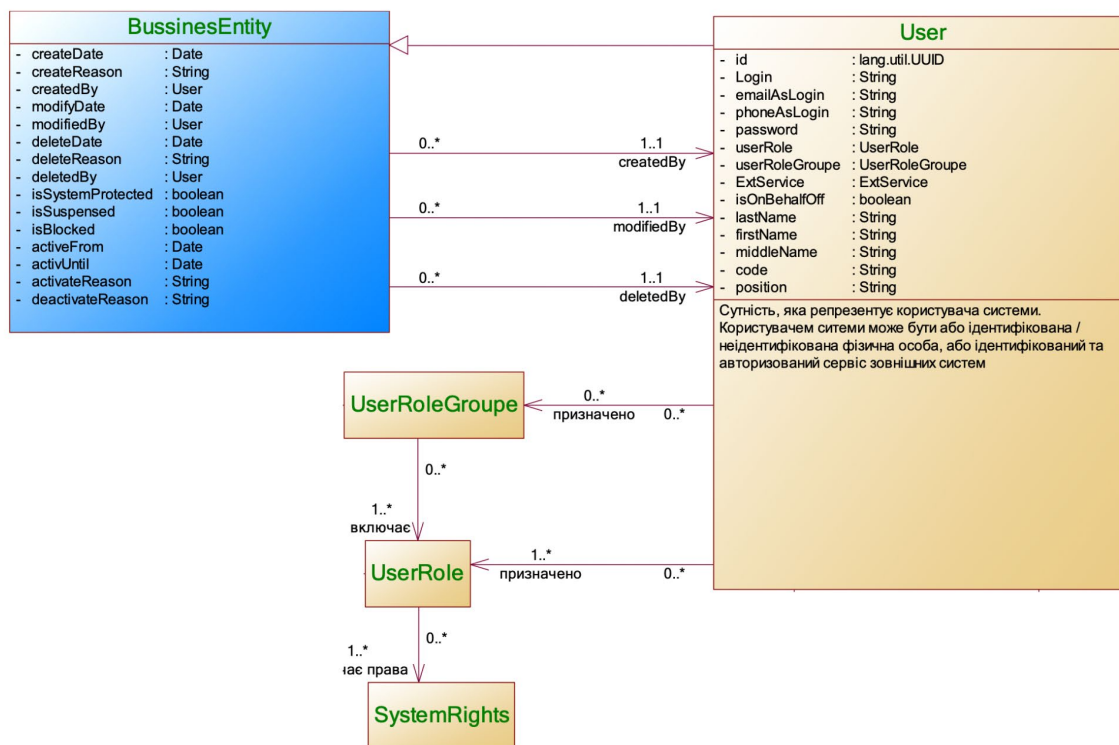 BussinesEntity
- createDate : Date
- createReason : String
- createdBy : User
- modifyDate : Date
- modifiedBy : User
- deleteDate : Date
- deleteReason : String
- deletedBy : User
- isSystemProtected : boolean
- isSuspensed : boolean
- isBlocked : boolean
- activeFrom : Date
- activUntil : Date
- activateReason : String
- deactivateReason : String
User
- id : lang.util.UUID
- Login : String
- emailAsLogin : String
- phoneAsLogin : String
- password : String
- userRole : UserRole
- userRoleGroupe : UserRoleGroupe
- ExtService : ExtService
- isOnBehalfOff : boolean
- lastName : String
- firstName : String
- middleName : String
- code : String
- position : String
Сутність, яка репрезентує користувача системи.
Користувачем ситеми може бути або ідентифікована /
неідентифікована фізична особа, або ідентифікований та
авторизований сервіс зовнішних систем
0..* 1..1
createdBy
0..* 1..1
modifiedBy
0..* 1..1
deletedBy
UserRoleGroupe
0..*
призначено 0..*
0..*
1..*
включає
UserRole
1..*
призначено 0..*
0..*
1..*
має права
SystemRights